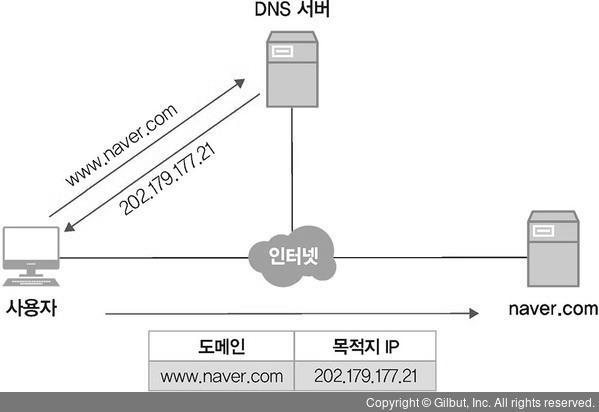 DNS 서버
www.naver.com
202.179.177.21
인터넷
사용자
naver.com
도메인 목적지 IP
www.naver.com 202.179.177.21
Copyright © Gilbut, Inc. All rights reserved.